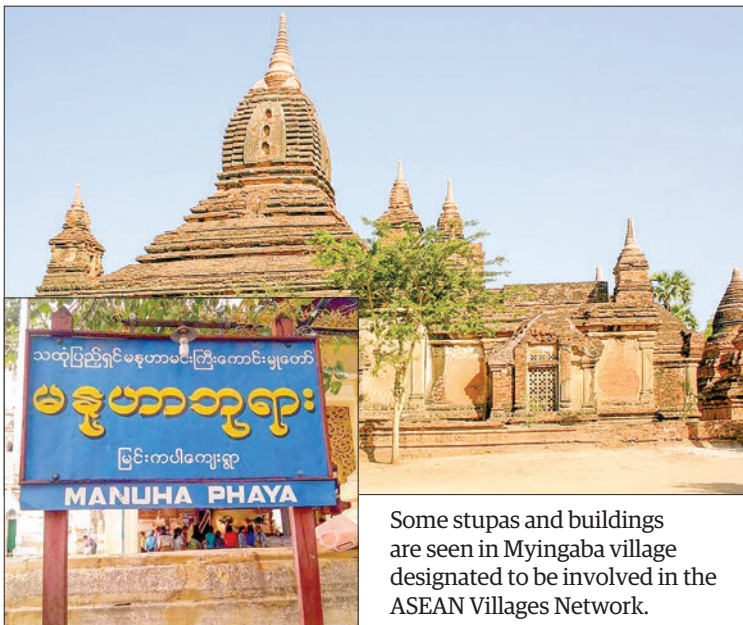 သထုံပြည့်ရှင်မနုဟာမင်းကြီးကောင်းမှုတော်
မနုဟာဘုရား
မြင်းကပါကျေးရွာ
MANUHA PHAYA
Some stupas and buildings
are seen in Myingaba village
designated to be involved in the
ASEAN Villages Network.